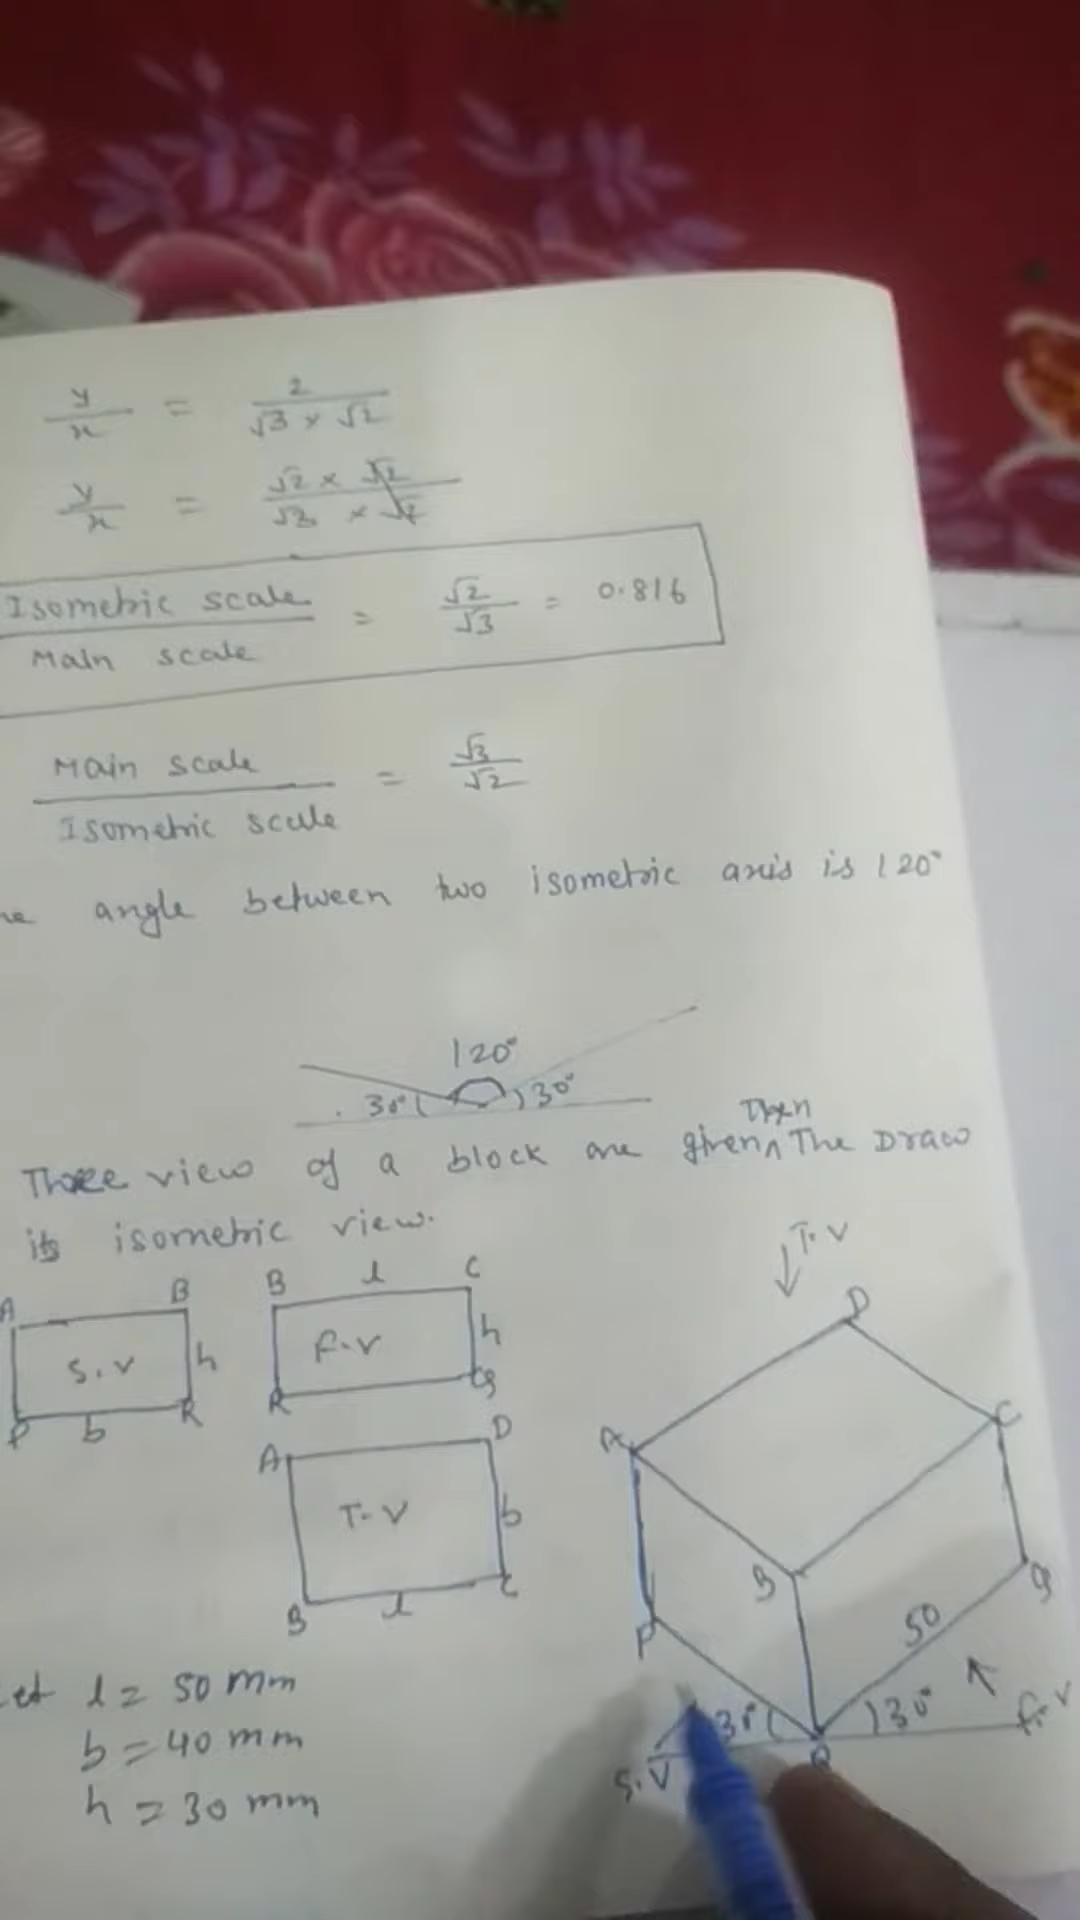 y/x = 2/√3 × √2
y/x = √2 × √2/√3 × √2
Isometric scale/Main scale = √2/√3 = 0.816
Main scale/Isometric scale = √3/√2
angle between two isometric axis is 120°
120°
30° 30°
Then
Three view of a block are given The Draw
its isometric view.
T.V
A B B l C D
S.V h F.V h
P b R R Q
A D A C
T.V b
B l C B Q
50
P
Let l = 50 mm
30° 30° F.V
b = 40 mm R
S.V
h = 30 mm